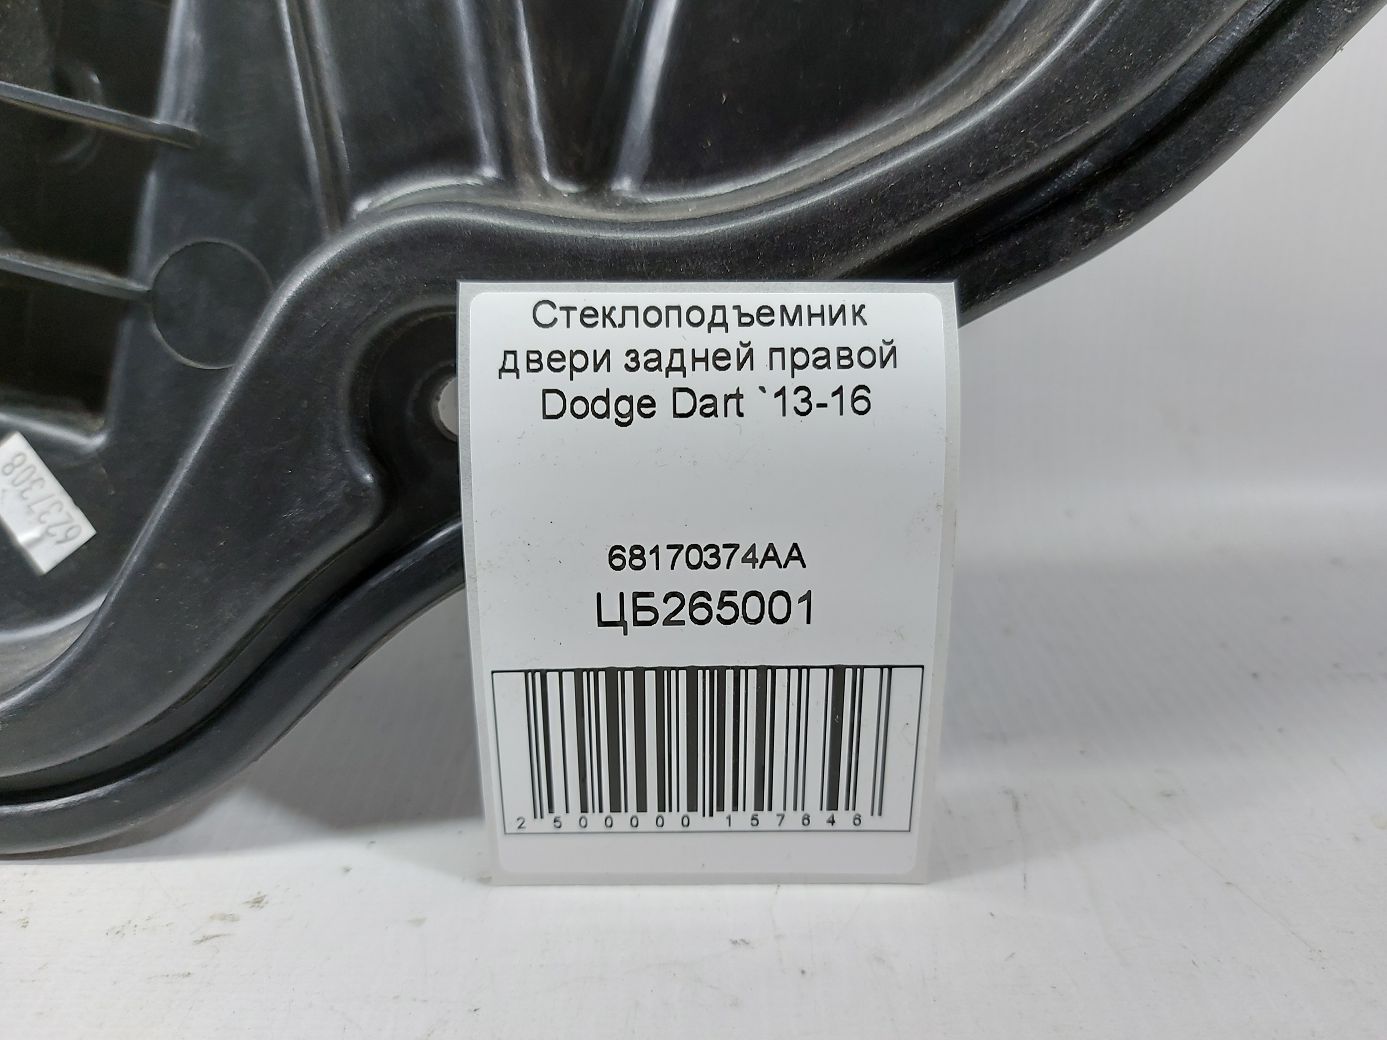 Стеклоподъемник
двери задней правой
Dodge Dart `13-16
68170374AA
ЦБ265001
2 500000 157646
6237308